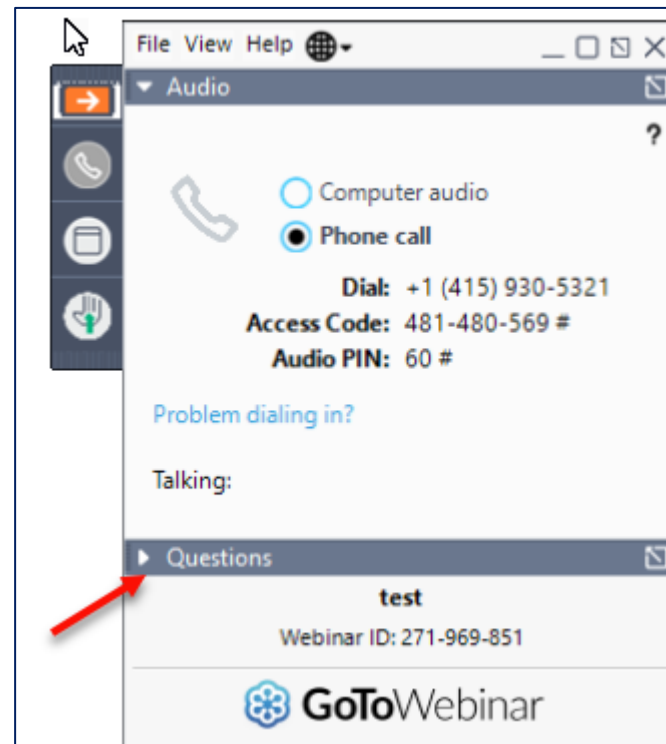 File View Help
Audio
?
Computer audio
Phone call
Dial: +1 (415) 930-5321
Access Code: 481-480-569 #
Audio PIN: 60 #
Problem dialing in?
Talking:
Questions
test
Webinar ID: 271-969-851
GoToWebinar